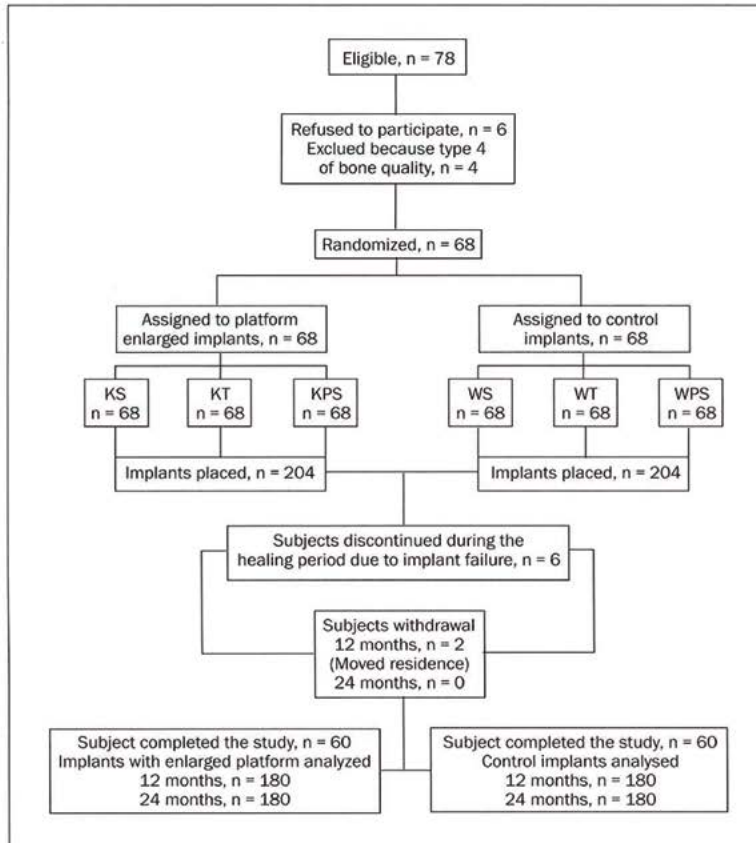 Eligible, n = 78
Refused to participate, n = 6
Exclued because type 4
of bone quality, n = 4
Randomized, n = 68
Assigned to platform
enlarged implants, n = 68
Assigned to control
implants, n = 68
KS
n = 68
KT
n = 68
KPS
n = 68
WS
n = 68
WT
n = 68
WPS
n = 68
Implants placed, n = 204
Implants placed, n = 204
Subjects discontinued during the
healing period due to implant failure, n = 6
Subjects withdrawal
12 months, n = 2
(Moved residence)
24 months, n = 0
Subject completed the study, n = 60
Implants with enlarged platform analyzed
12 months, n = 180
24 months, n = 180
Subject completed the study, n = 60
Control implants analysed
12 months, n = 180
24 months, n = 180